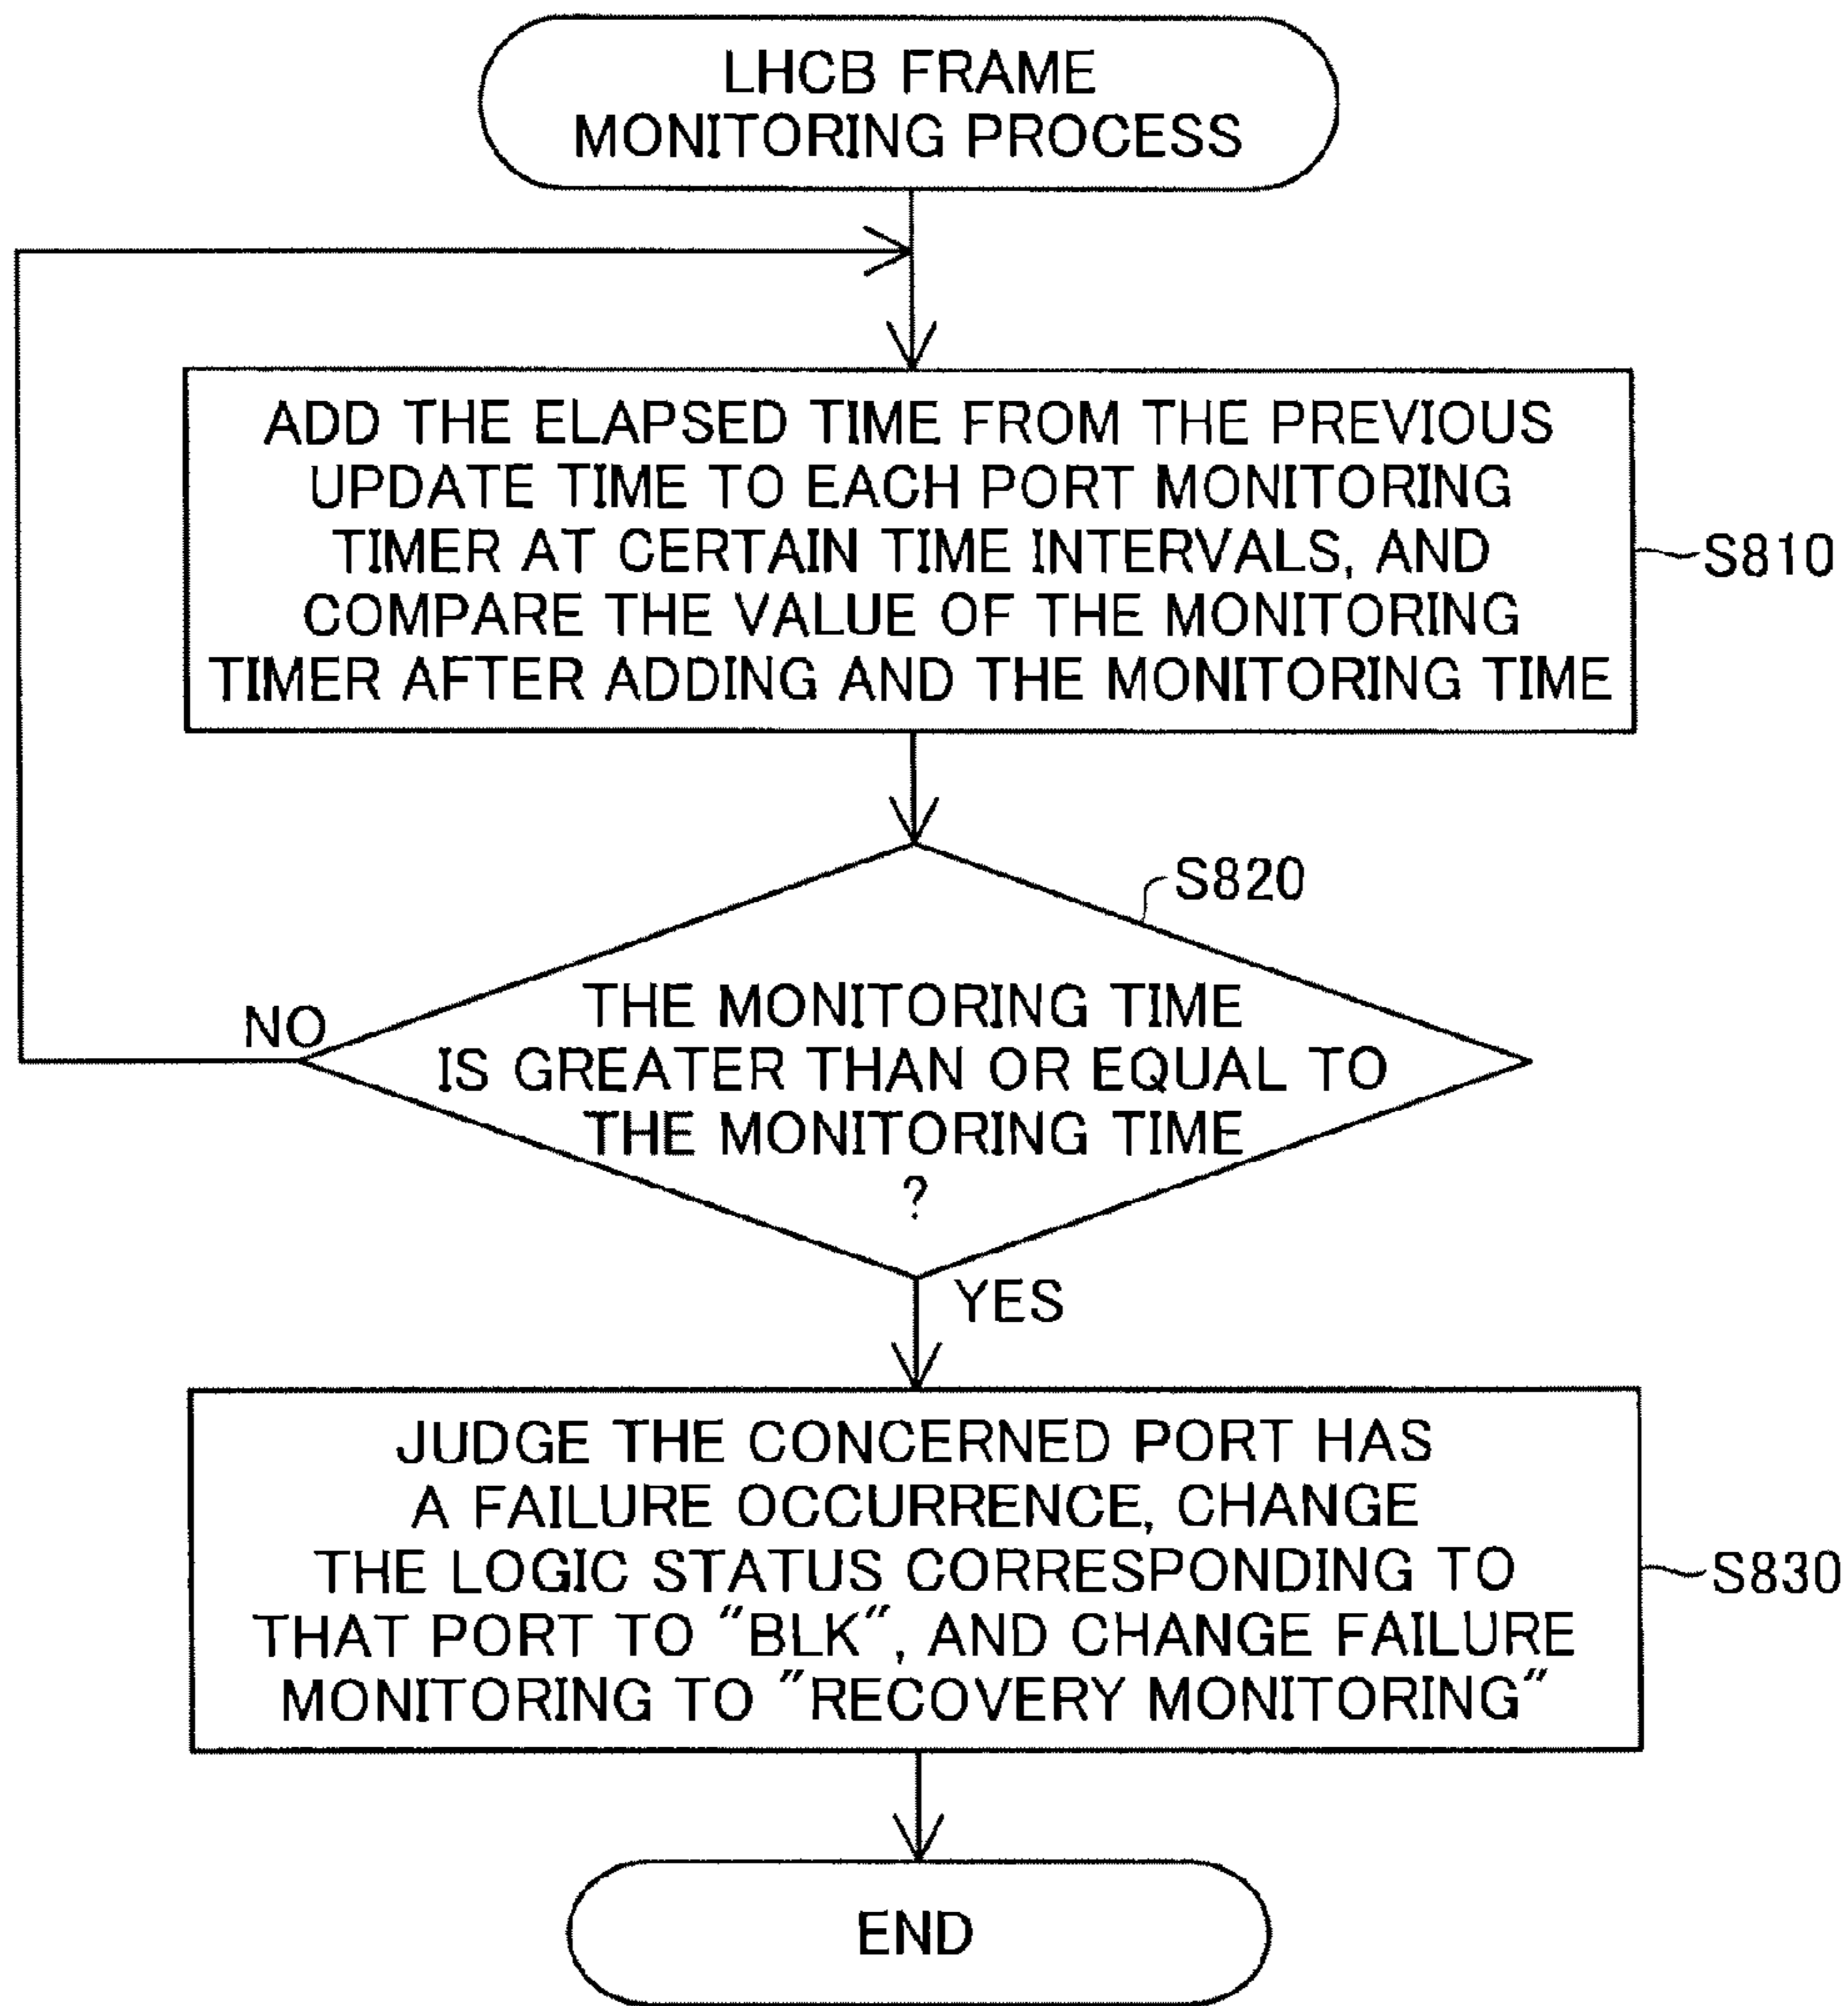 LHCB FRAME
MONITORING PROCESS
ADD THE ELAPSED TIME FROM THE PREVIOUS
UPDATE TIME TO EACH PORT MONITORING
TIMER AT CERTAIN TIME INTERVALS, AND
COMPARE THE VALUE OF THE MONITORING
TIMER AFTER ADDING AND THE MONITORING TIME
S810
S820
NO
THE MONITORING TIME
IS GREATER THAN OR EQUAL TO
THE MONITORING TIME
?
YES
JUDGE THE CONCERNED PORT HAS
A FAILURE OCCURRENCE, CHANGE
THE LOGIC STATUS CORRESPONDING TO
THAT PORT TO "BLK", AND CHANGE FAILURE
MONITORING TO "RECOVERY MONITORING"
S830
END